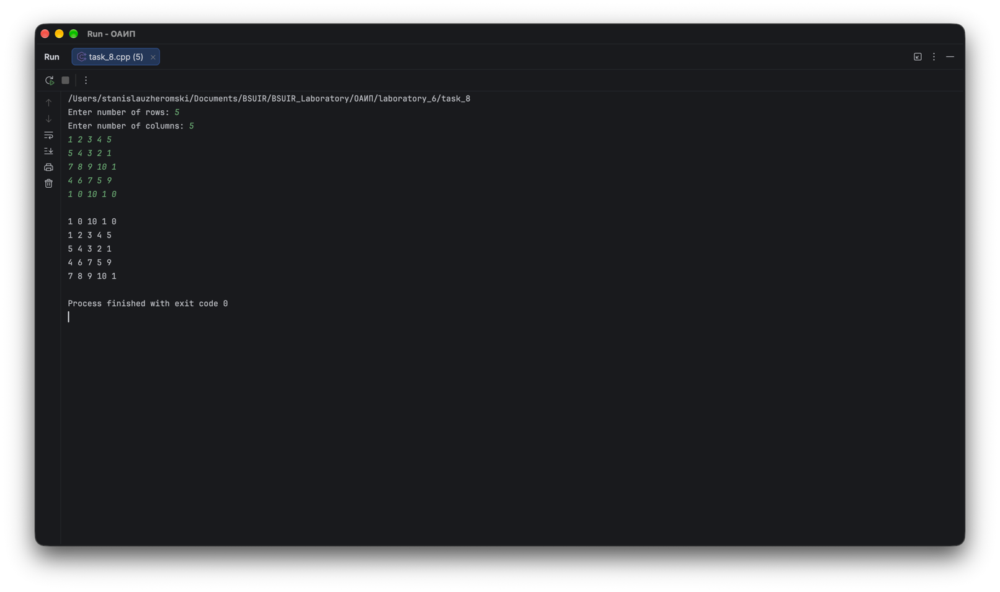 Run - ОАИП
Run task_8.cpp (5)
/Users/stanislauzheromski/Documents/BSUIR/BSUIR_Laboratory/ОАИП/laboratory_6/task_8
Enter number of rows: 5
Enter number of columns: 5
1 2 3 4 5
5 4 3 2 1
7 8 9 10 1
4 6 7 5 9
1 0 10 1 0
1 0 10 1 0
1 2 3 4 5
5 4 3 2 1
4 6 7 5 9
7 8 9 10 1
Process finished with exit code 0